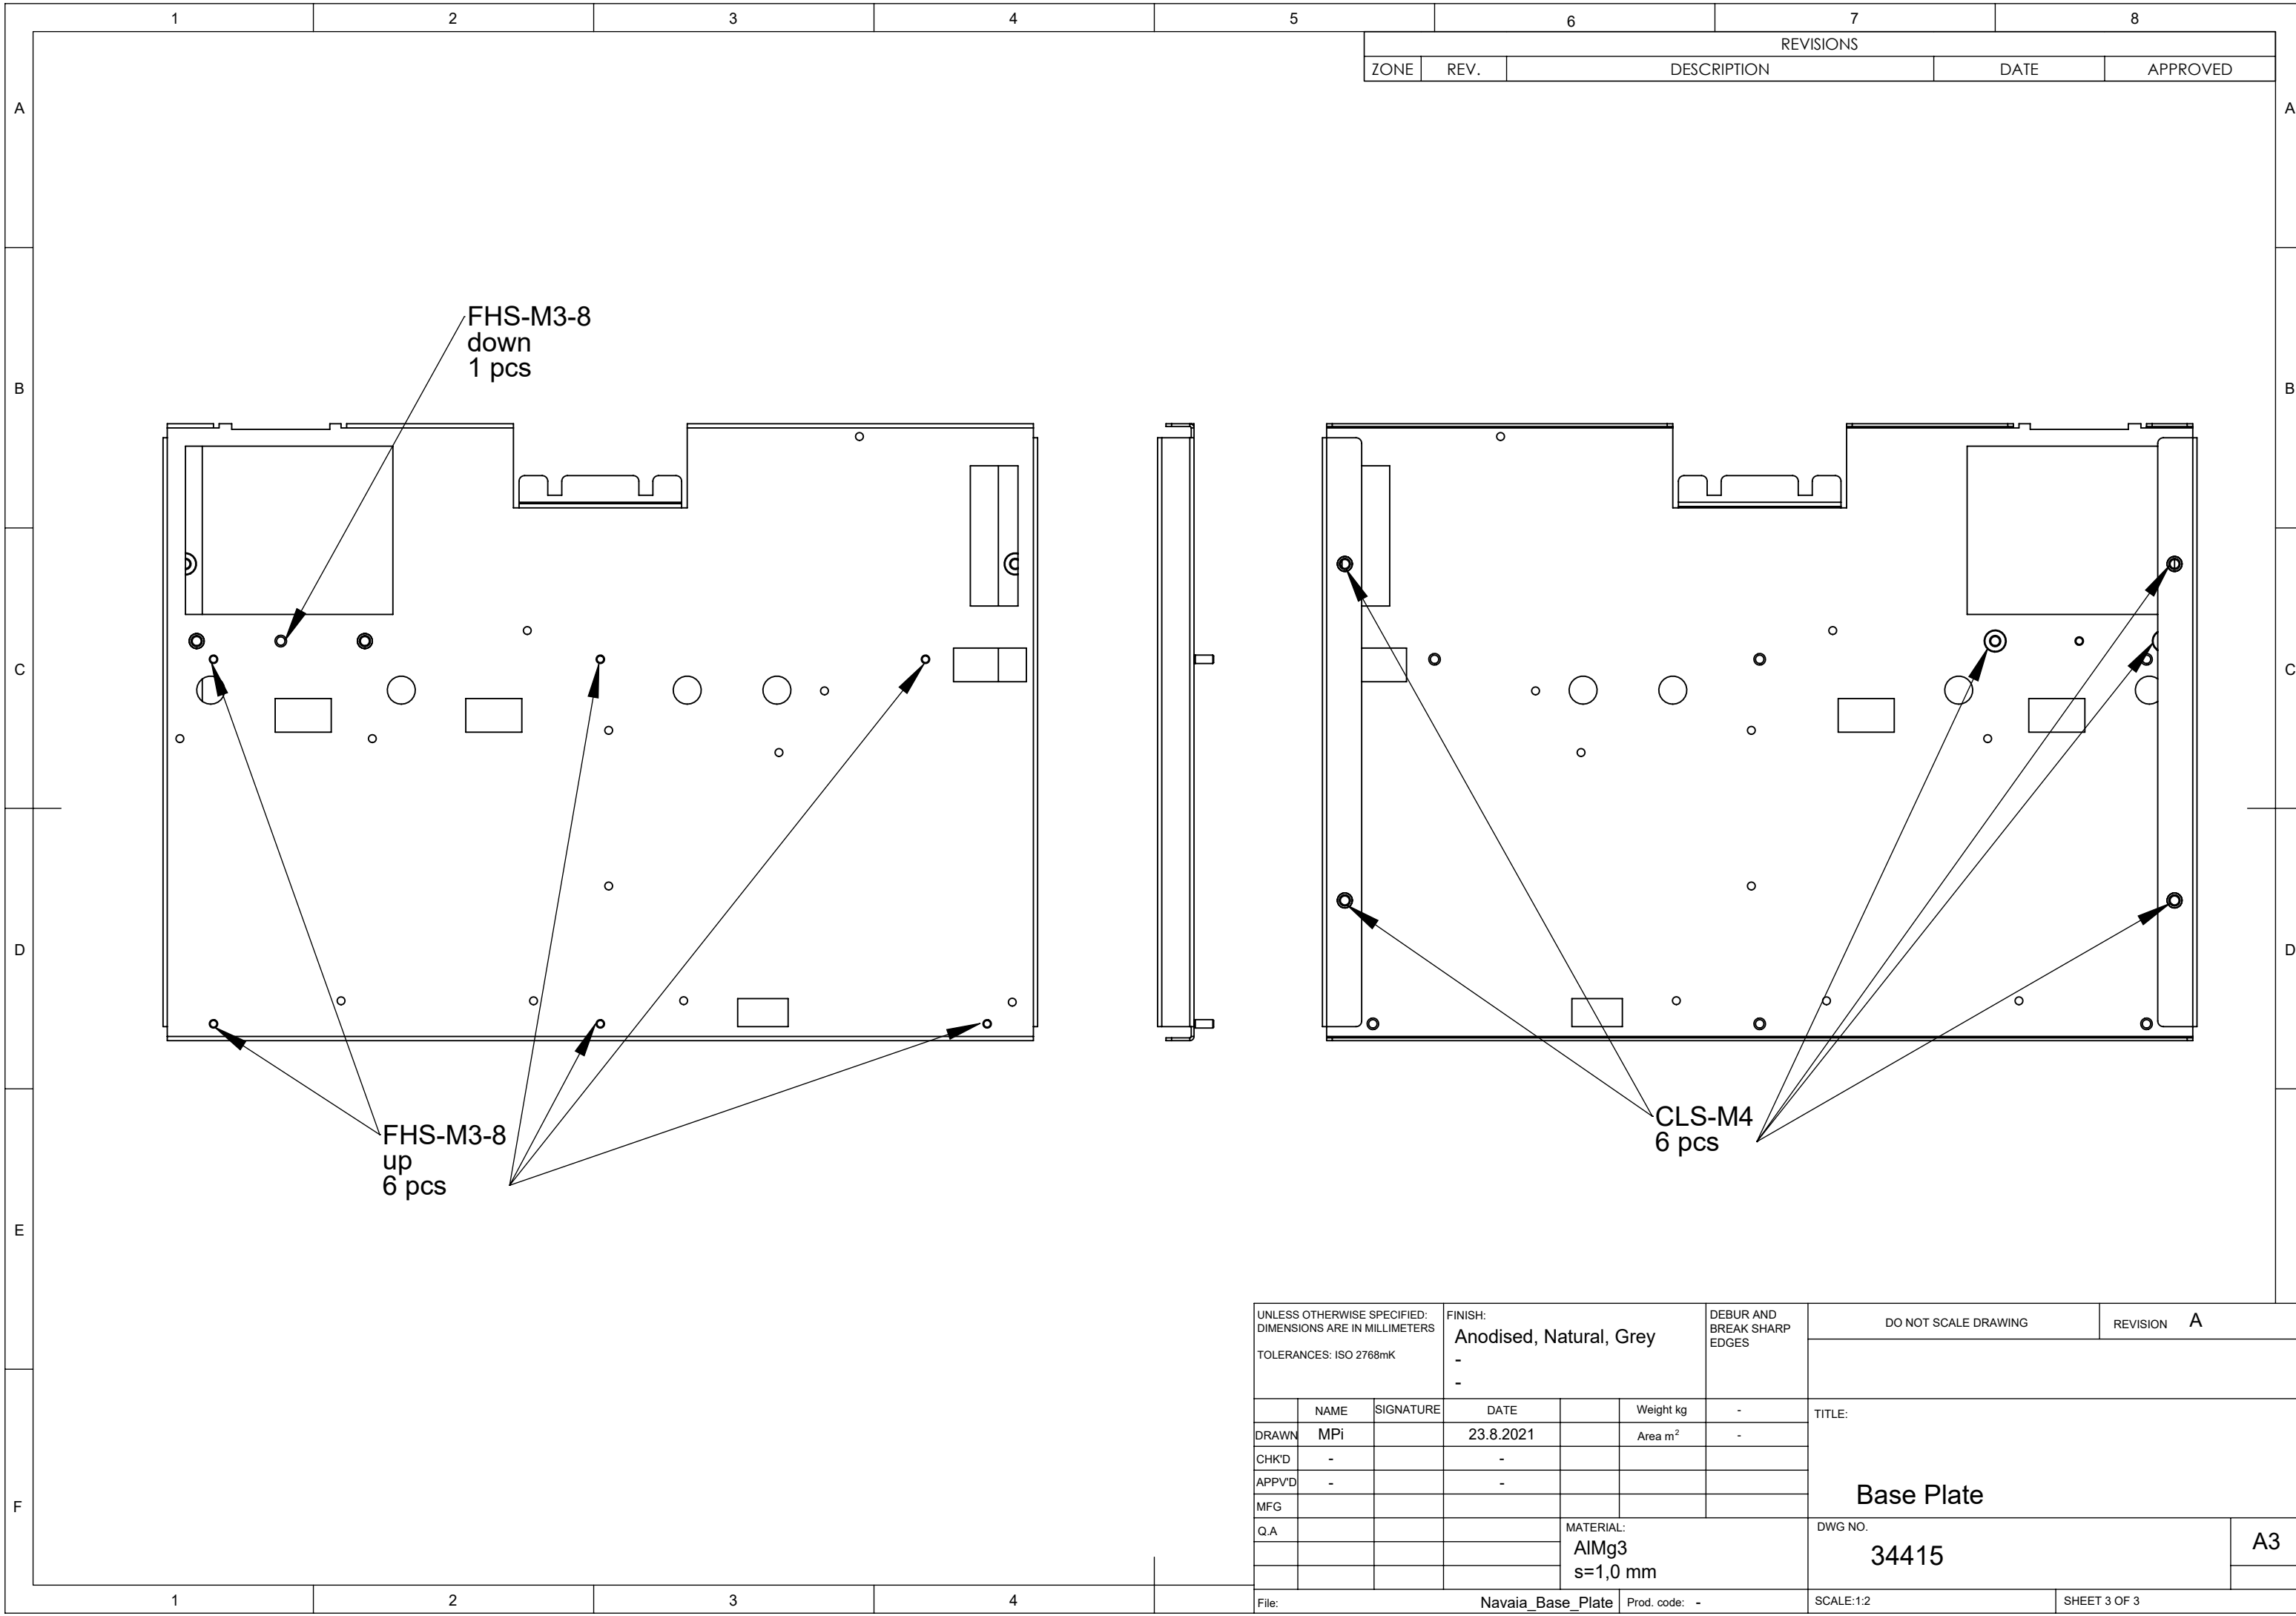 1 2 3 4 5 6 7 8
REVISIONS
ZONE REV. DESCRIPTION DATE APPROVED
A A
B B
C C
D D
E
F
FHS-M3-8
down
1 pcs
FHS-M3-8
up
6 pcs
CLS-M4
6 pcs
UNLESS OTHERWISE SPECIFIED:
DIMENSIONS ARE IN MILLIMETERS
TOLERANCES: ISO 2768mK
FINISH:
Anodised, Natural, Grey
-
-
DEBUR AND
BREAK SHARP
EDGES
DO NOT SCALE DRAWING
REVISION A
NAME SIGNATURE DATE Weight kg -
DRAWN MPi 23.8.2021 Area m² -
CHK'D - -
APPV'D - -
MFG
Q.A
MATERIAL:
AlMg3
s=1,0 mm
TITLE:
Base Plate
DWG NO.
34415
A3
File: Navaia_Base_Plate Prod. code: -
SCALE:1:2
SHEET 3 OF 3
1 2 3 4